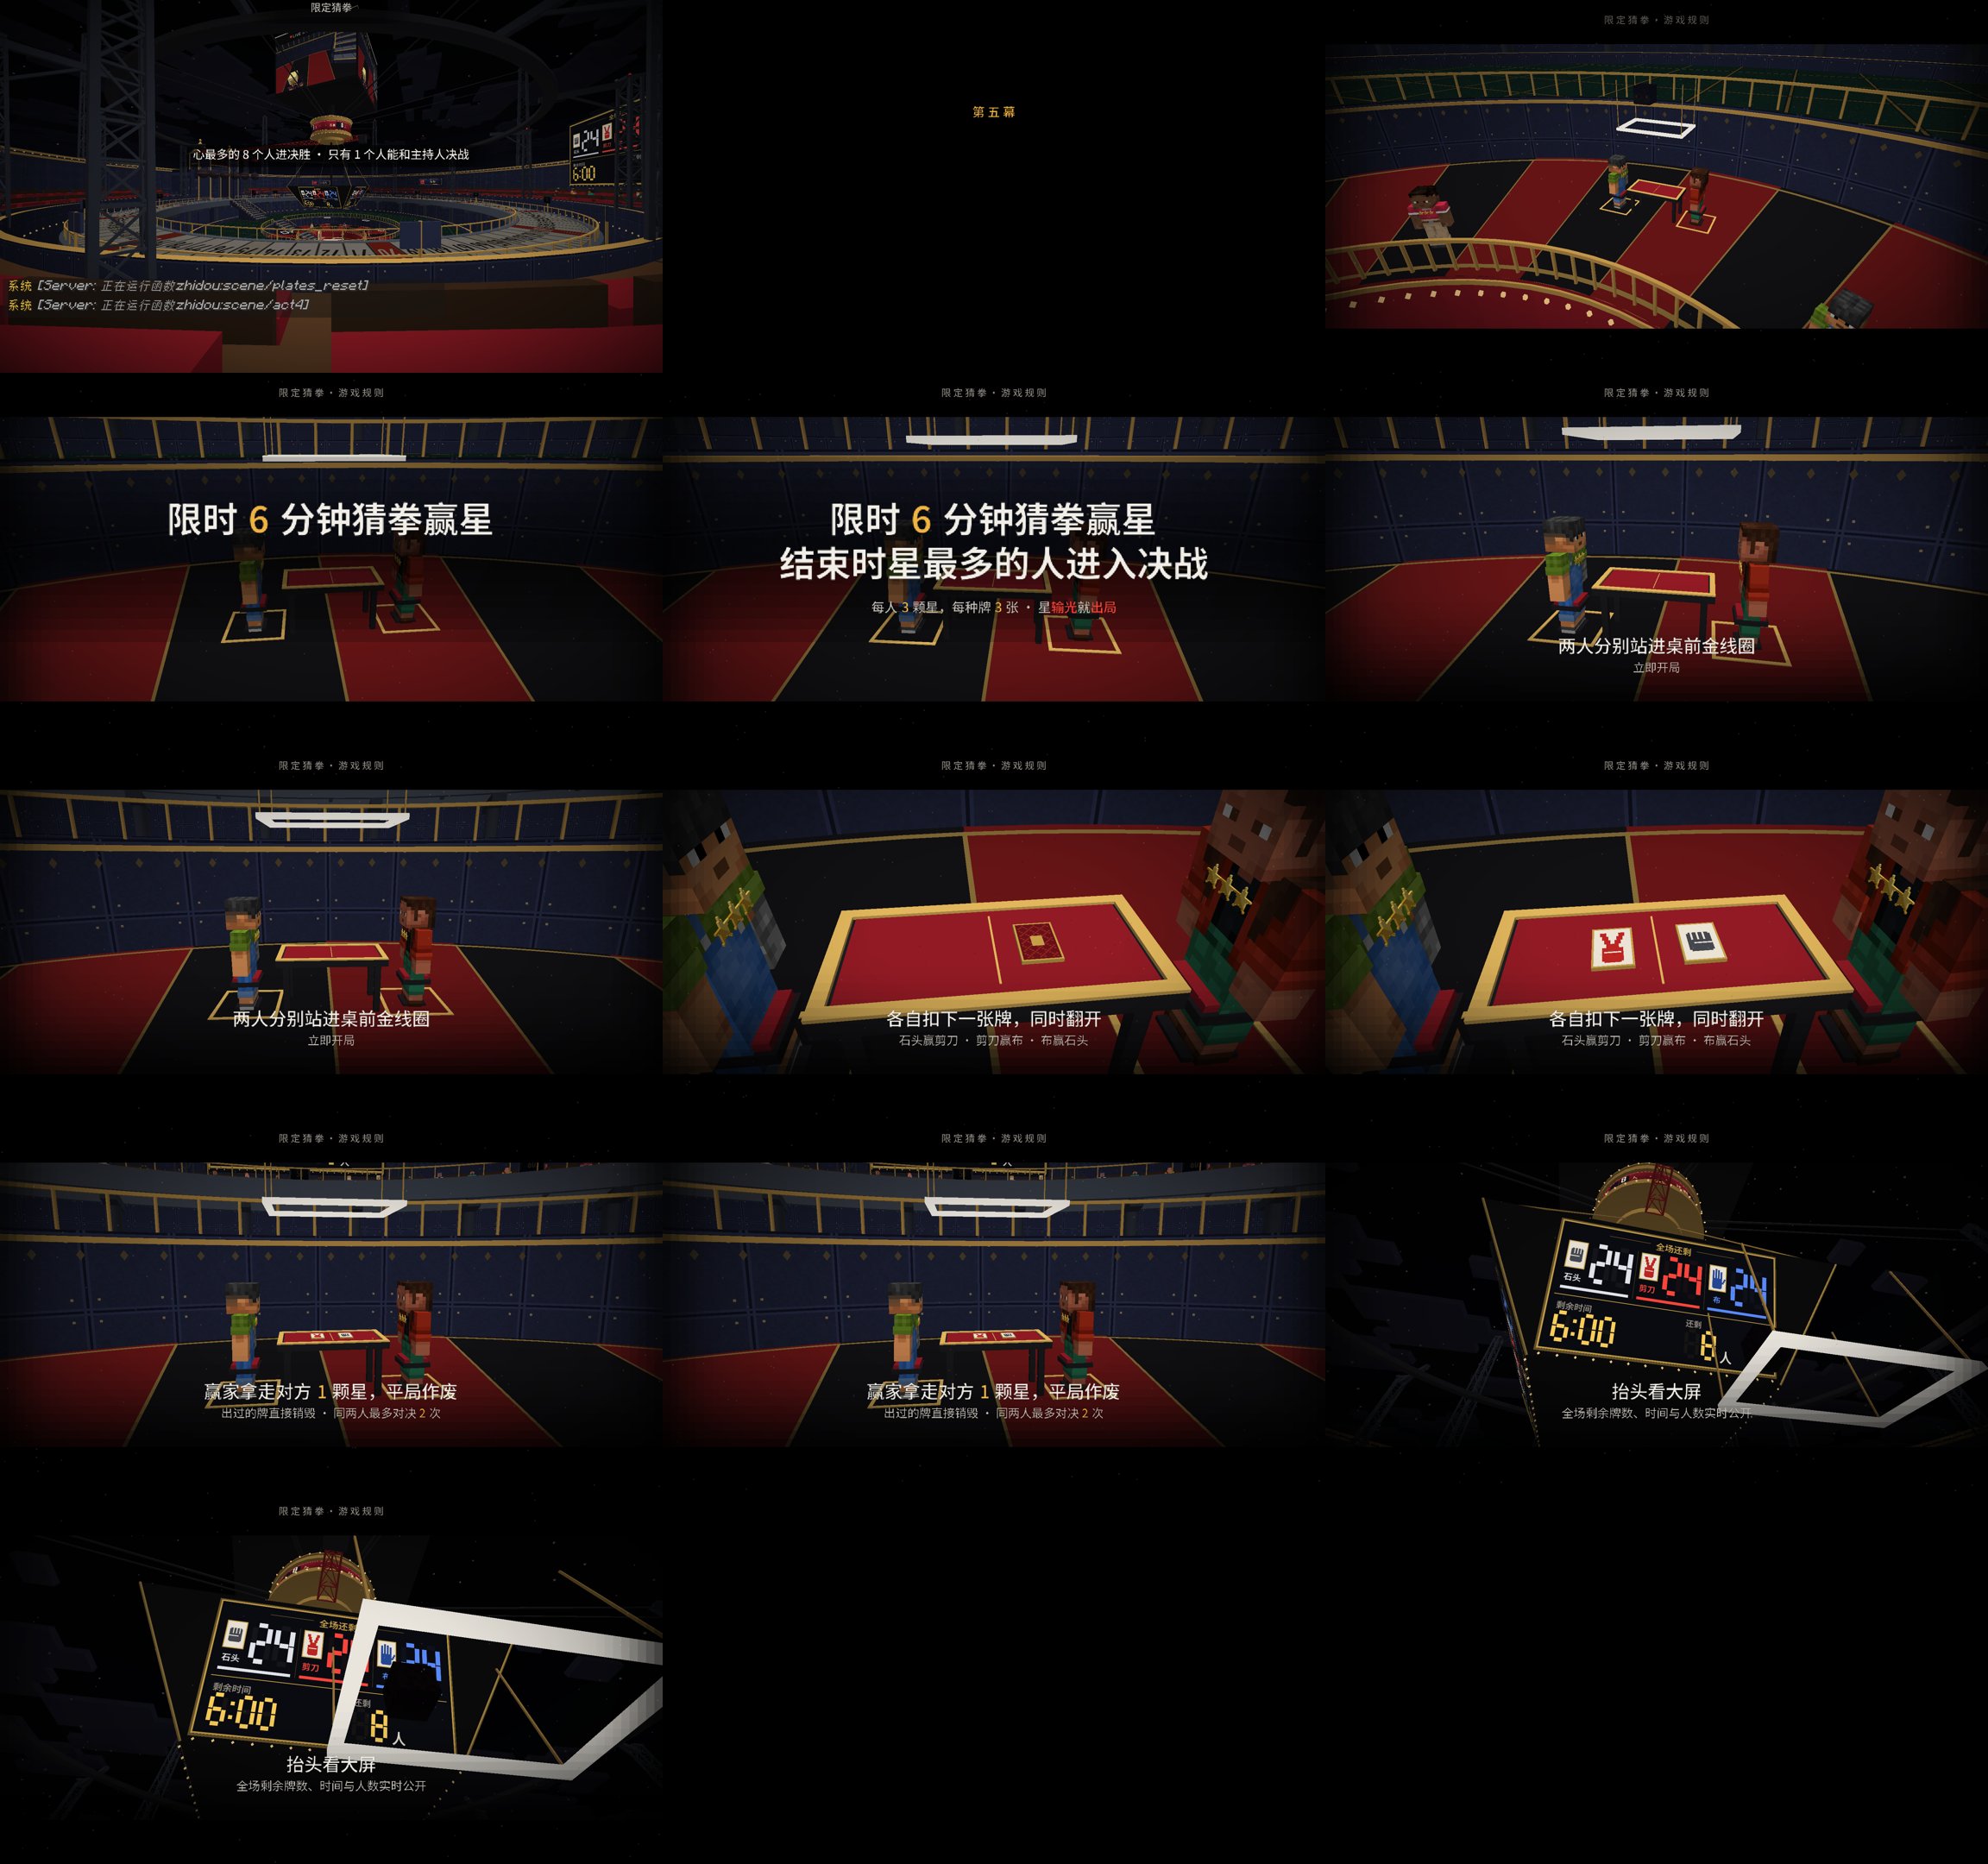 限定猜拳
心最多的 8 个人进决胜 · 只有 1 个人能和主持人决战
24
6:00
系统 [Server: 正在运行函数zhidou:scene/plates_reset]
系统 [Server: 正在运行函数zhidou:scene/act4]
第五幕
限定猜拳·游戏规则
限定猜拳·游戏规则
限时 6 分钟猜拳赢星
限定猜拳·游戏规则
限时 6 分钟猜拳赢星
结束时星最多的人进入决战
每人 3 颗星，每种牌 3 张 · 星输光就出局
限定猜拳·游戏规则
两人分别站进桌前金线圈
立即开局
限定猜拳·游戏规则
两人分别站进桌前金线圈
立即开局
限定猜拳·游戏规则
各自扣下一张牌，同时翻开
石头赢剪刀 · 剪刀赢布 · 布赢石头
限定猜拳·游戏规则
各自扣下一张牌，同时翻开
石头赢剪刀 · 剪刀赢布 · 布赢石头
限定猜拳·游戏规则
赢家拿走对方 1 颗星，平局作废
出过的牌直接销毁 · 同两人最多对决 2 次
限定猜拳·游戏规则
赢家拿走对方 1 颗星，平局作废
出过的牌直接销毁 · 同两人最多对决 2 次
限定猜拳·游戏规则
全场还剩
石头 24 剪刀 24 布 24
剩余时间 还剩
6:00 8 人
抬头看大屏
全场剩余牌数、时间与人数实时公开
限定猜拳·游戏规则
全场还剩
石头 24 剪刀 2 24
剩余时间 还剩
6:00 8 人
抬头看大屏
全场剩余牌数、时间与人数实时公开